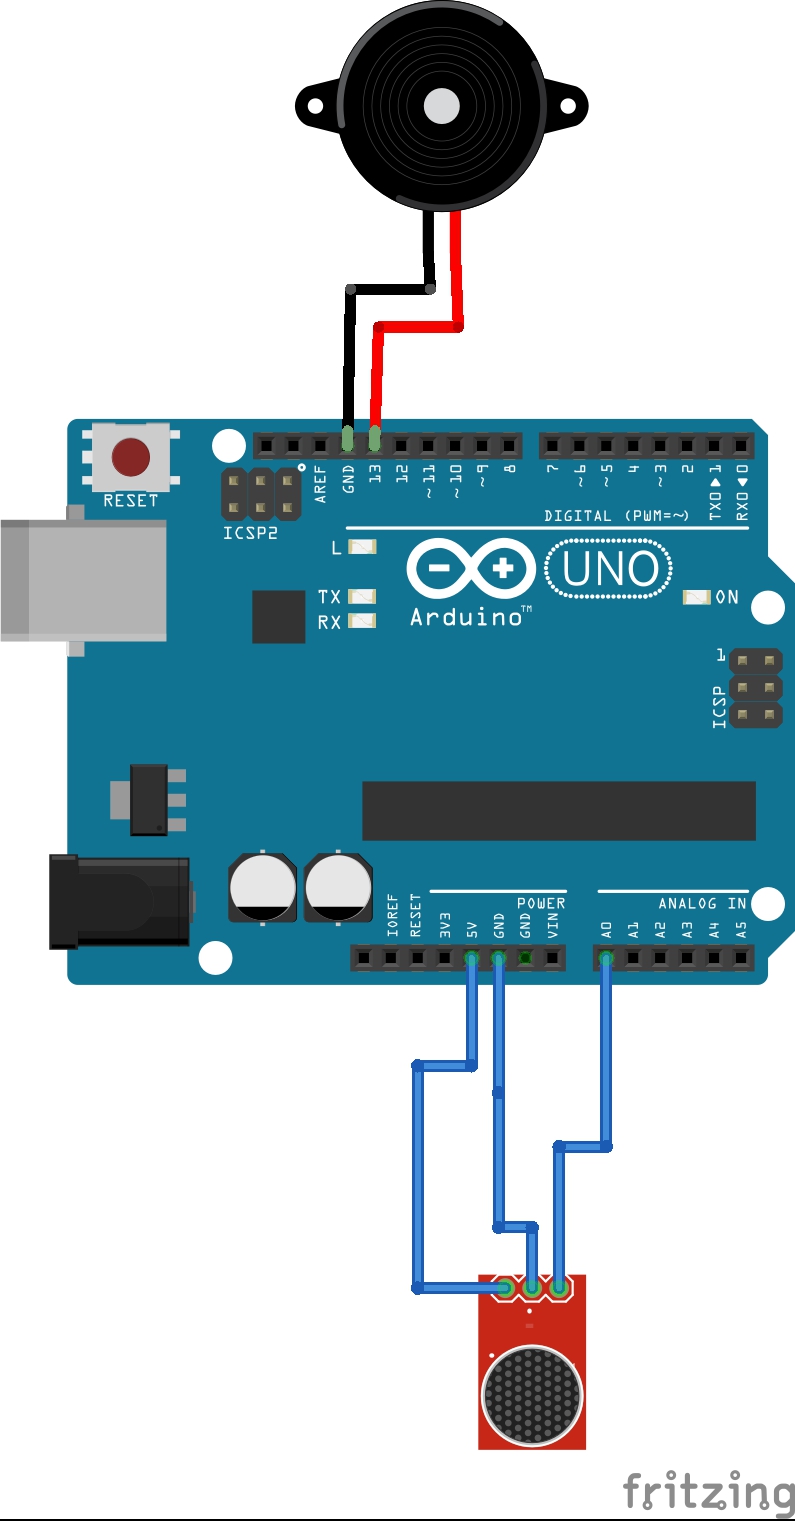 RESET
ICSP2
AREF
GND
13
12
~11
~10
~9
8
7
~6
~5
4
~3
2
TX0▶1
RX0◀0
DIGITAL (PWM=~)
L
TX
RX
Arduino™
UNO
ON
1
ICSP
IOREF
RESET
3V3
5V
GND
GND
VIN
POWER
ANALOG IN
A0
A1
A2
A3
A4
A5
fritzing